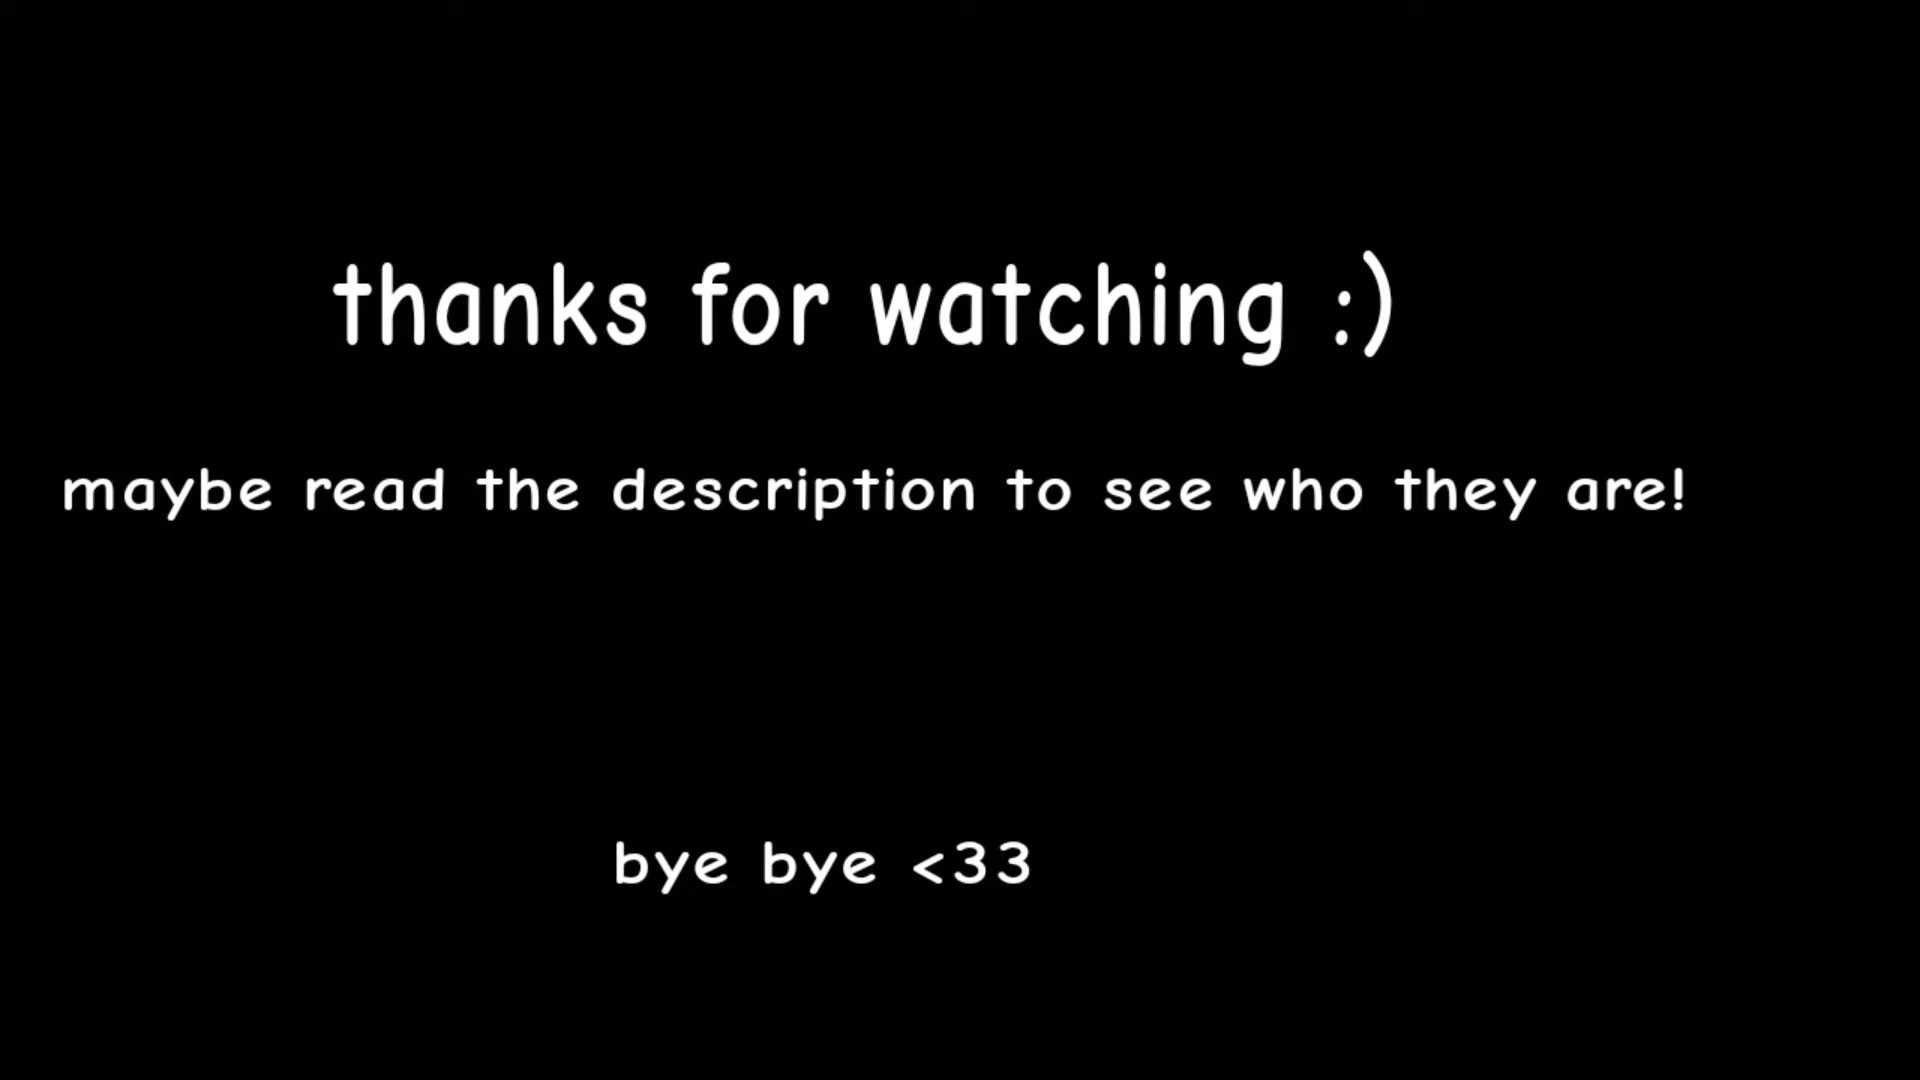 thanks for watching :)
maybe read the description to see who they are!
bye bye <33